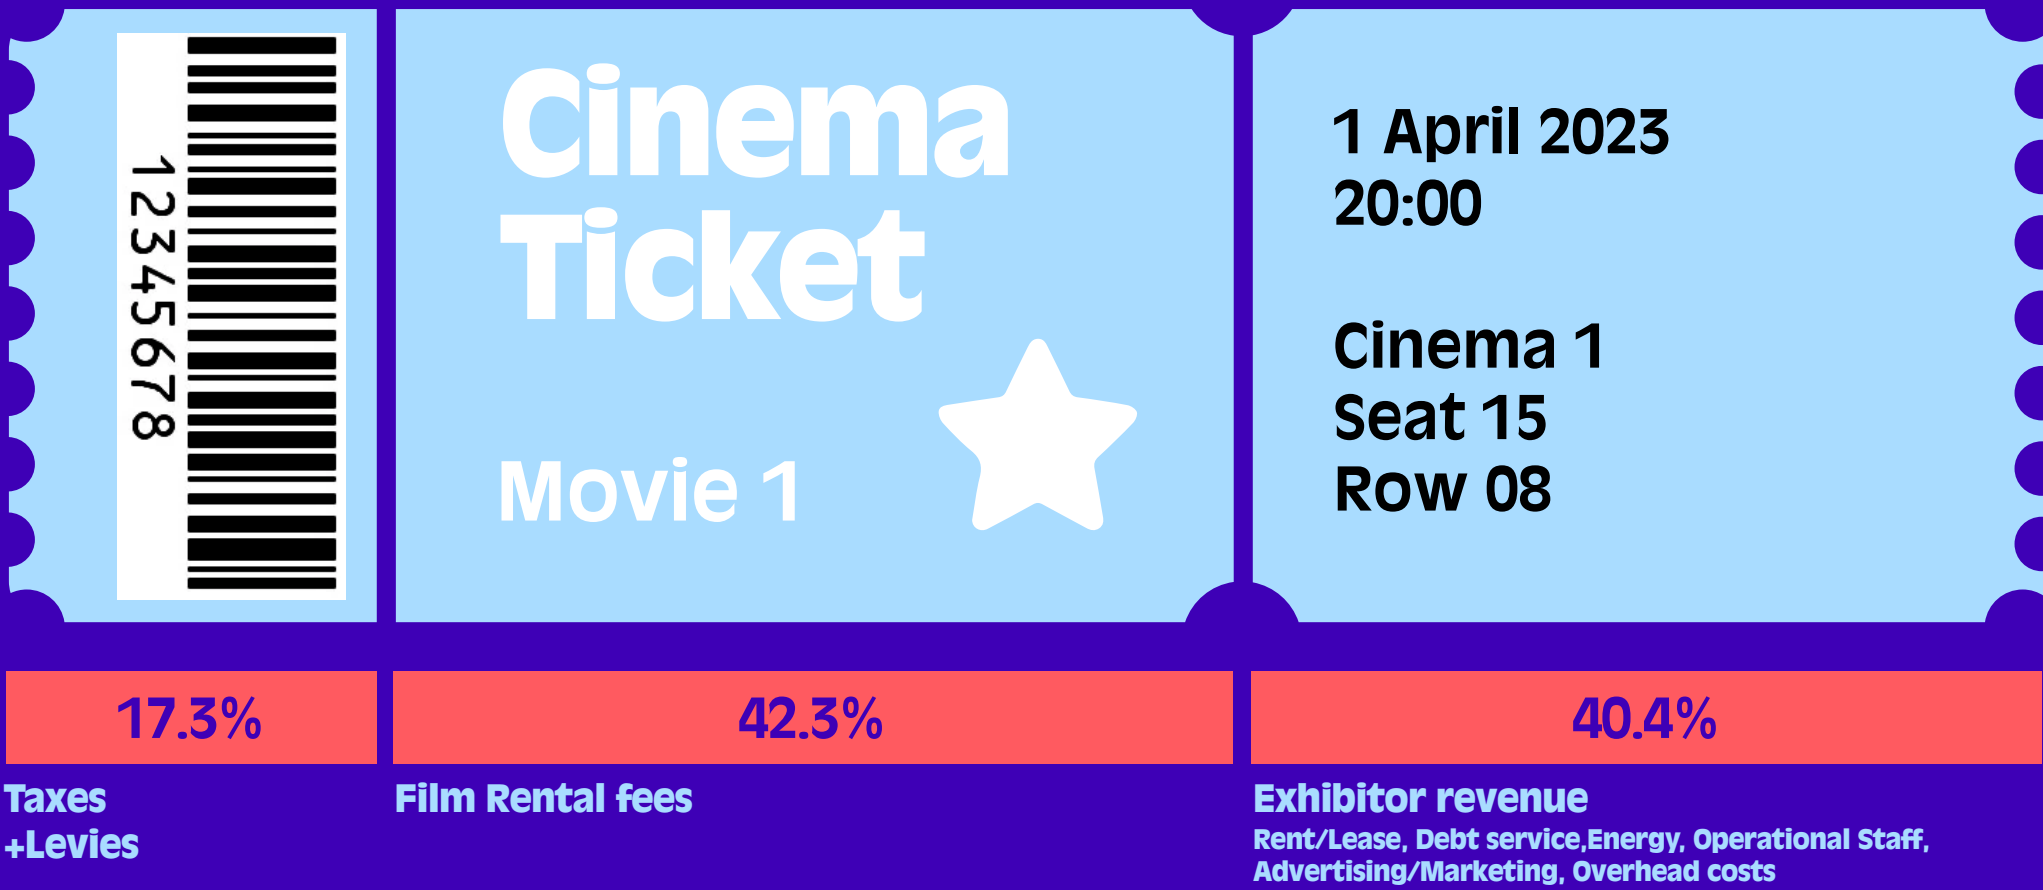 12345678
Cinema
Ticket
Movie 1
1 April 2023
20:00
Cinema 1
Seat 15
Row 08
17.3%
42.3%
40.4%
Taxes
+Levies
Film Rental fees
Exhibitor revenue
Rent/Lease, Debt service,Energy, Operational Staff,
Advertising/Marketing, Overhead costs